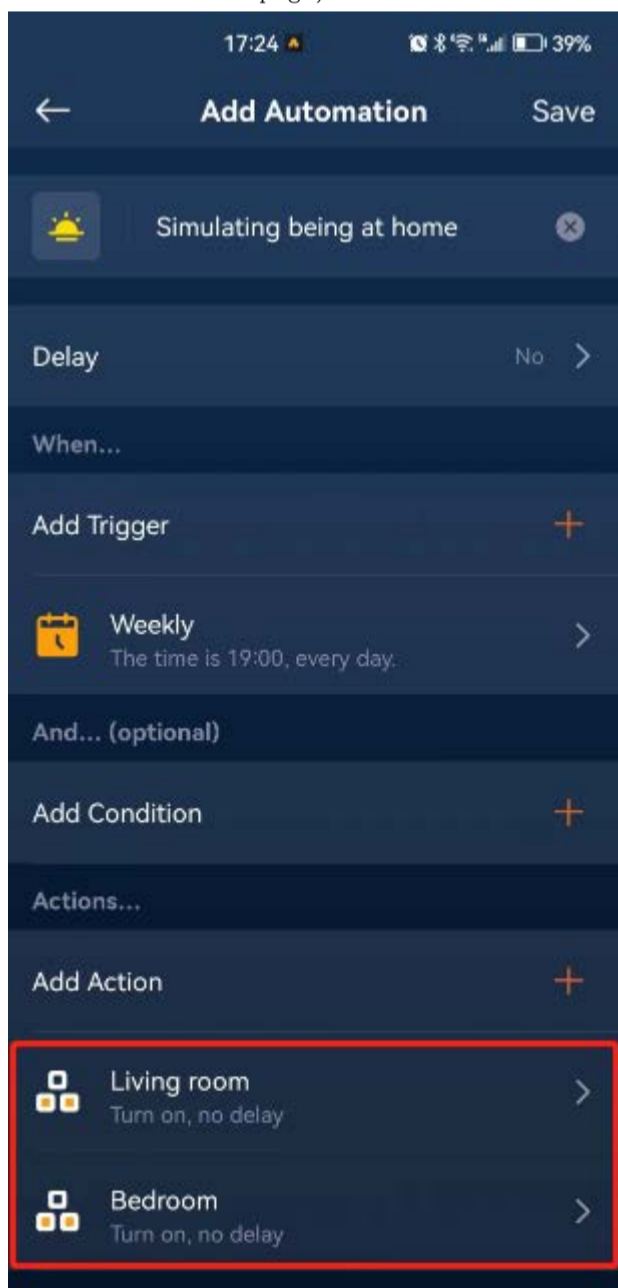 page)
17:24 39%
Add Automation Save
Simulating being at home
Delay No
When...
Add Trigger
Weekly
The time is 19:00, every day.
And... (optional)
Add Condition
Actions...
Add Action
Living room
Turn on, no delay
Bedroom
Turn on, no delay